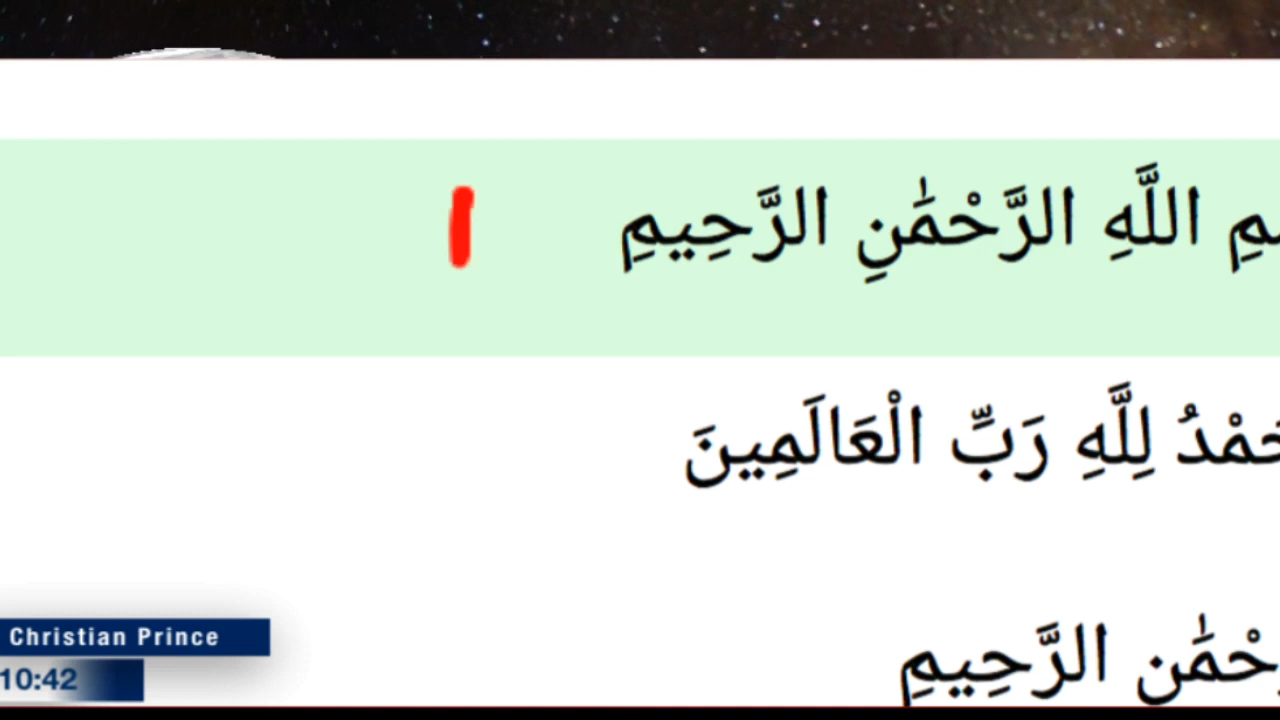 اللَّهِ الرَّحْمَٰنِ الرَّحِيمِ
لِلَّهِ رَبِّ الْعَالَمِينَ
الرَّحِيمِ
Christian Prince
10:42